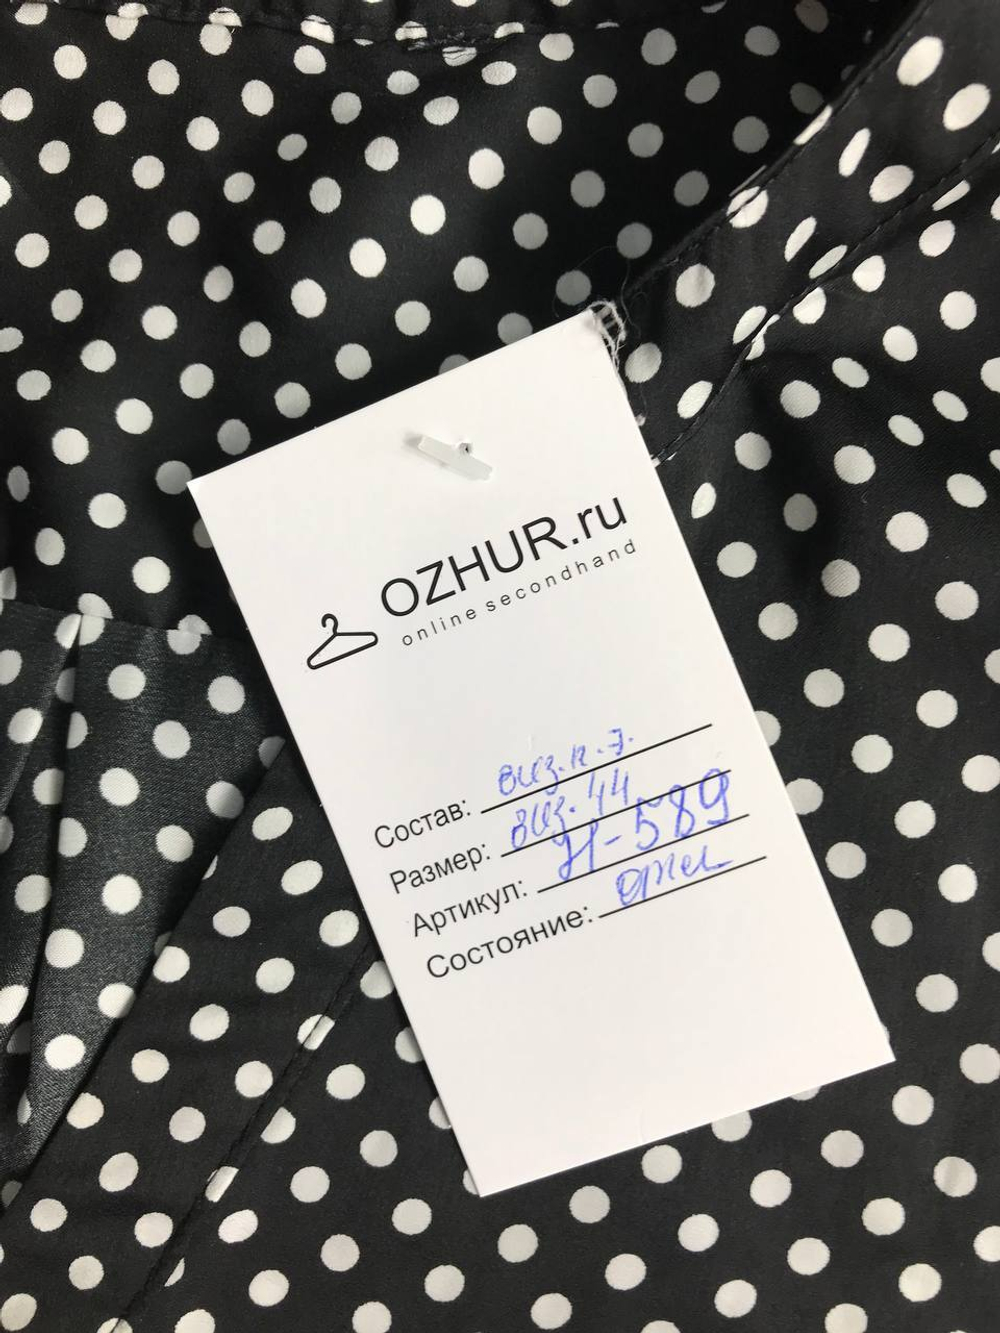 OZHUR.ru
online secondhand
Состав: виз. п. э.
Размер: виз. 44
Артикул: Н-589
Состояние: отл